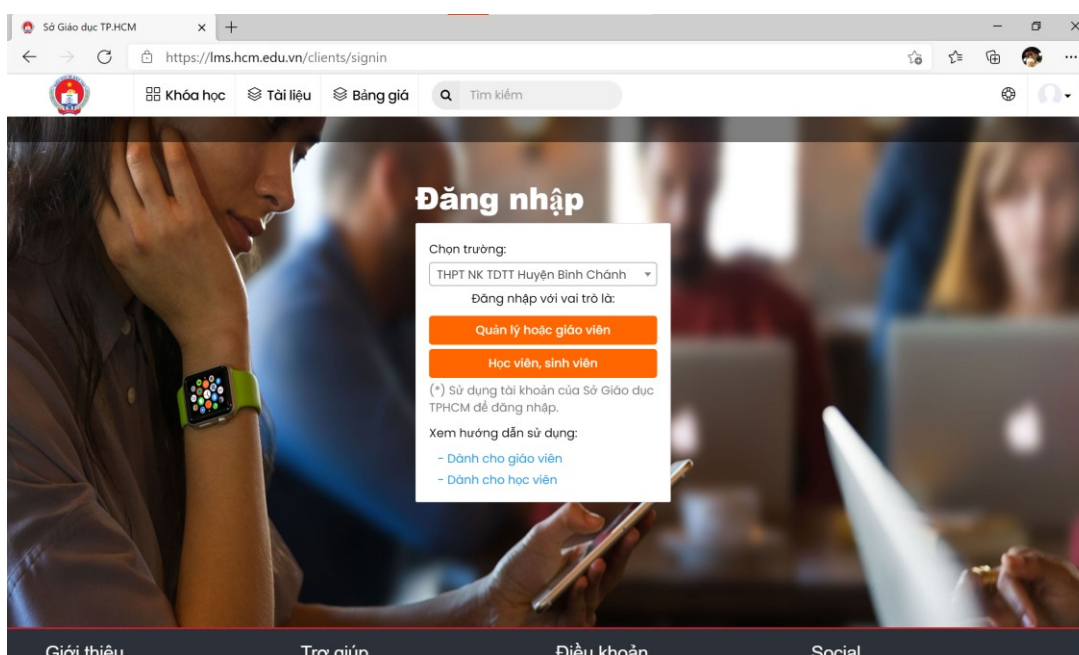 Sở Giáo dục TP.HCM
https://lms.hcm.edu.vn/clients/signin
Khóa học
Tài liệu
Bảng giá
Tìm kiếm
Đăng nhập
Chọn trường:
THPT NK TDTT Huyện Bình Chánh
Đăng nhập với vai trò là:
Quản lý hoặc giáo viên
Học viên, sinh viên
(*) Sử dụng tài khoản của Sở Giáo dục
TPHCM để đăng nhập.
Xem hướng dẫn sử dụng:
- Dành cho giáo viên
- Dành cho học viên
Giới thiệu
Trợ giúp
Điều khoản
Social